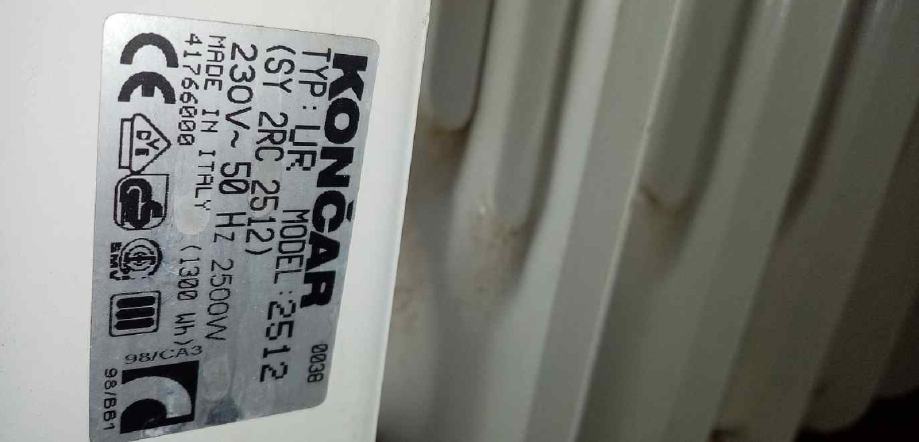 KONČAR 0038
TYP: UR MODEL: 2512
(SY 2RC 2512)
230V~ 50 HZ 2500W
MADE IN ITALY (1300 Wh)
41766000
98/CA3
98/BB1